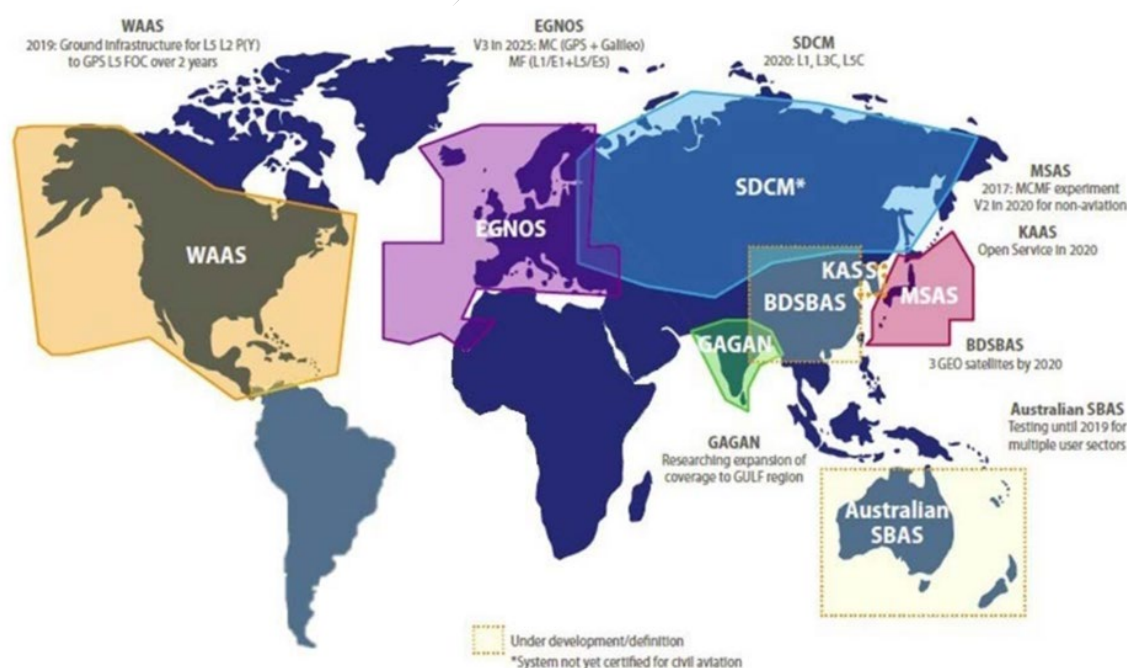 WAAS
2019: Ground infrastructure for L5 L2 P(Y)
to GPS L5 FOC over 2 years
EGNOS
V3 in 2025: MC (GPS + Galileo)
MF (L1/E1+L5/E5)
SDCM
2020: L1, L3C, L5C
MSAS
2017: MCMF experiment
V2 in 2020 for non-aviation
KAAS
Open Service in 2020
SDCM*
EGNOS
WAAS
KASS
BDSBAS
MSAS
GAGAN
BDSBAS
3 GEO satellites by 2020
Australian SBAS
Testing until 2019 for
multiple user sectors
GAGAN
Researching expansion of
coverage to GULF region
Australian
SBAS
Under development/definition
*System not yet certified for civil aviation